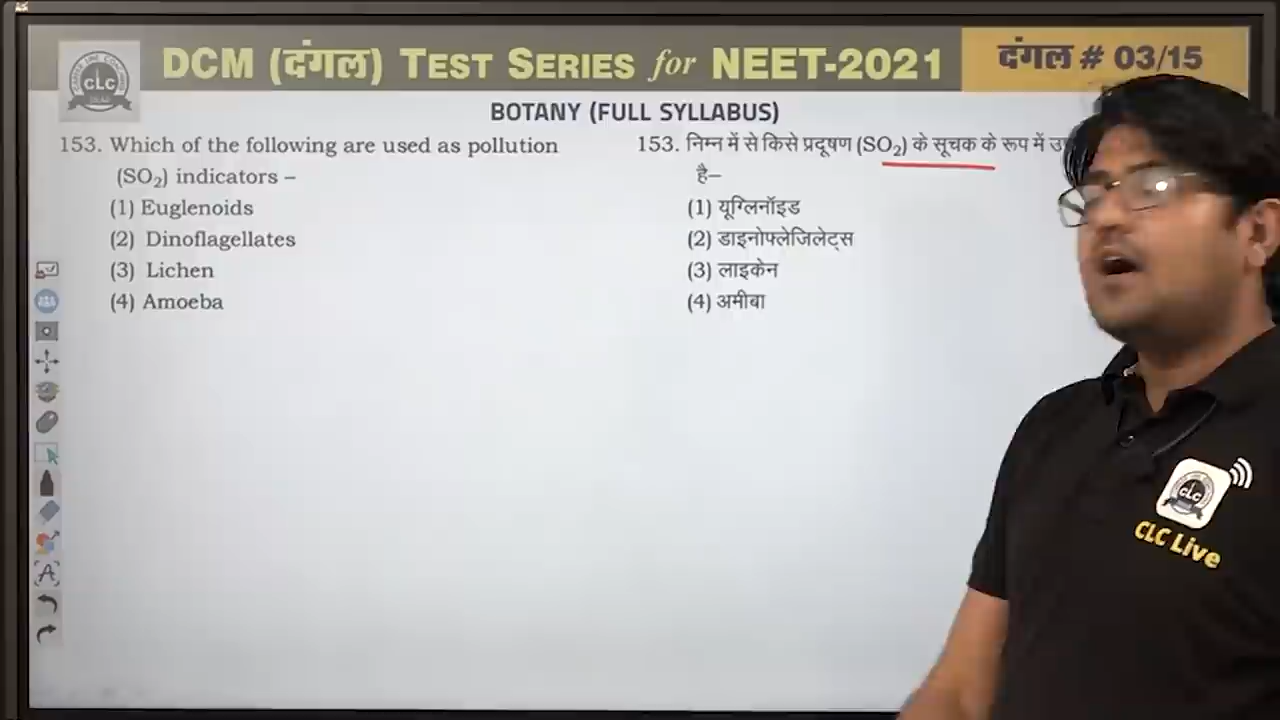 DCM (दंगल) TEST SERIES for NEET-2021
दंगल # 03/15
CLC
BOTANY (FULL SYLLABUS)
153. Which of the following are used as pollution
(SO₂) indicators –
(1) Euglenoids
(2) Dinoflagellates
(3) Lichen
(4) Amoeba
153. निम्न में से किसे प्रदूषण (SO₂) के सूचक के रूप में
है–
(1) यूग्लिनॉइड
(2) डाइनोफ्लेजिलेट्स
(3) लाइकेन
(4) अमीबा
CLC
CLC Live